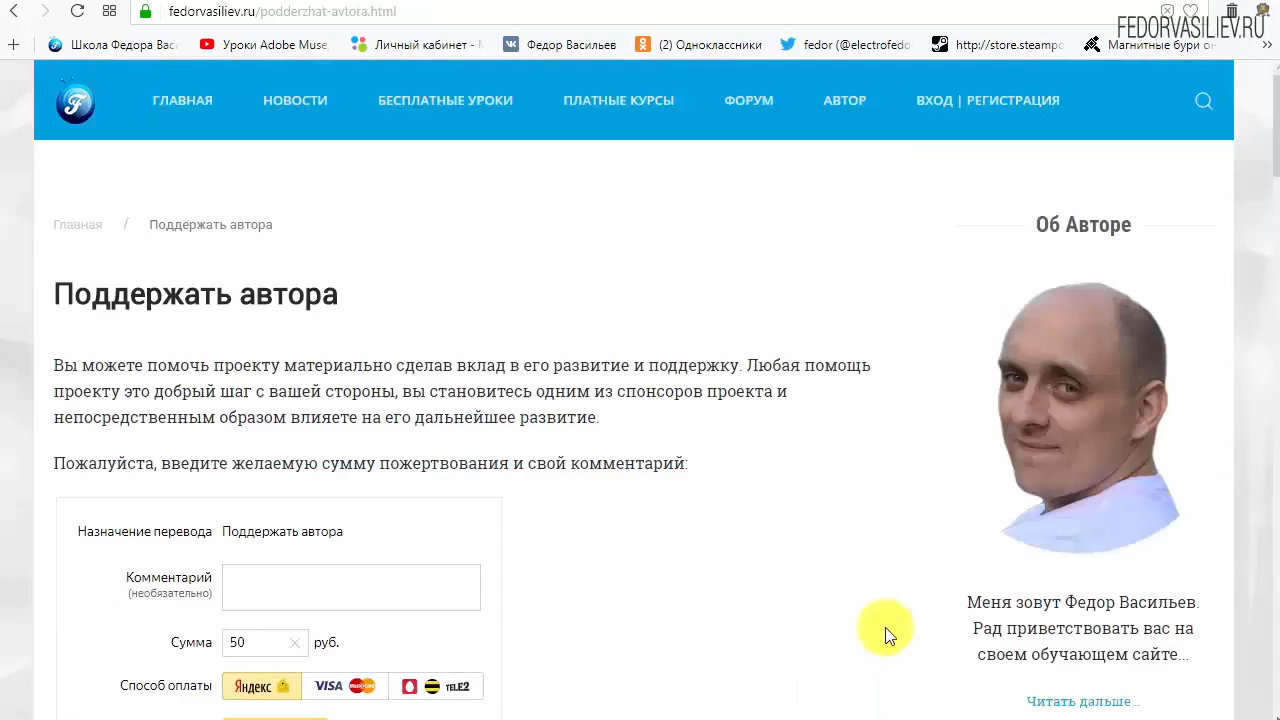 fedorvasiliev.ru/podderzhat-avtora.html
FEDORVASILIEV.RU
Школа Федора Вас
Уроки Adobe Muse,
Личный кабинет -
Федор Васильев
(2) Одноклассники
fedor (@electrofedo
http://store.steampo
Магнитные бури он
ГЛАВНАЯ
НОВОСТИ
БЕСПЛАТНЫЕ УРОКИ
ПЛАТНЫЕ КУРСЫ
ФОРУМ
АВТОР
ВХОД | РЕГИСТРАЦИЯ
Главная / Поддержать автора
Поддержать автора
Вы можете помочь проекту материально сделав вклад в его развитие и поддержку. Любая помощь
проекту это добрый шаг с вашей стороны, вы становитесь одним из спонсоров проекта и
непосредственным образом влияете на его дальнейшее развитие.
Пожалуйста, введите желаемую сумму пожертвования и свой комментарий:
Назначение перевода Поддержать автора
Комментарий
(необязательно)
Сумма 50 руб.
Способ оплаты Яндекс VISA MasterCard TELE2
Об Авторе
Меня зовут Федор Васильев.
Рад приветствовать вас на
своем обучающем сайте...
Читать дальше...